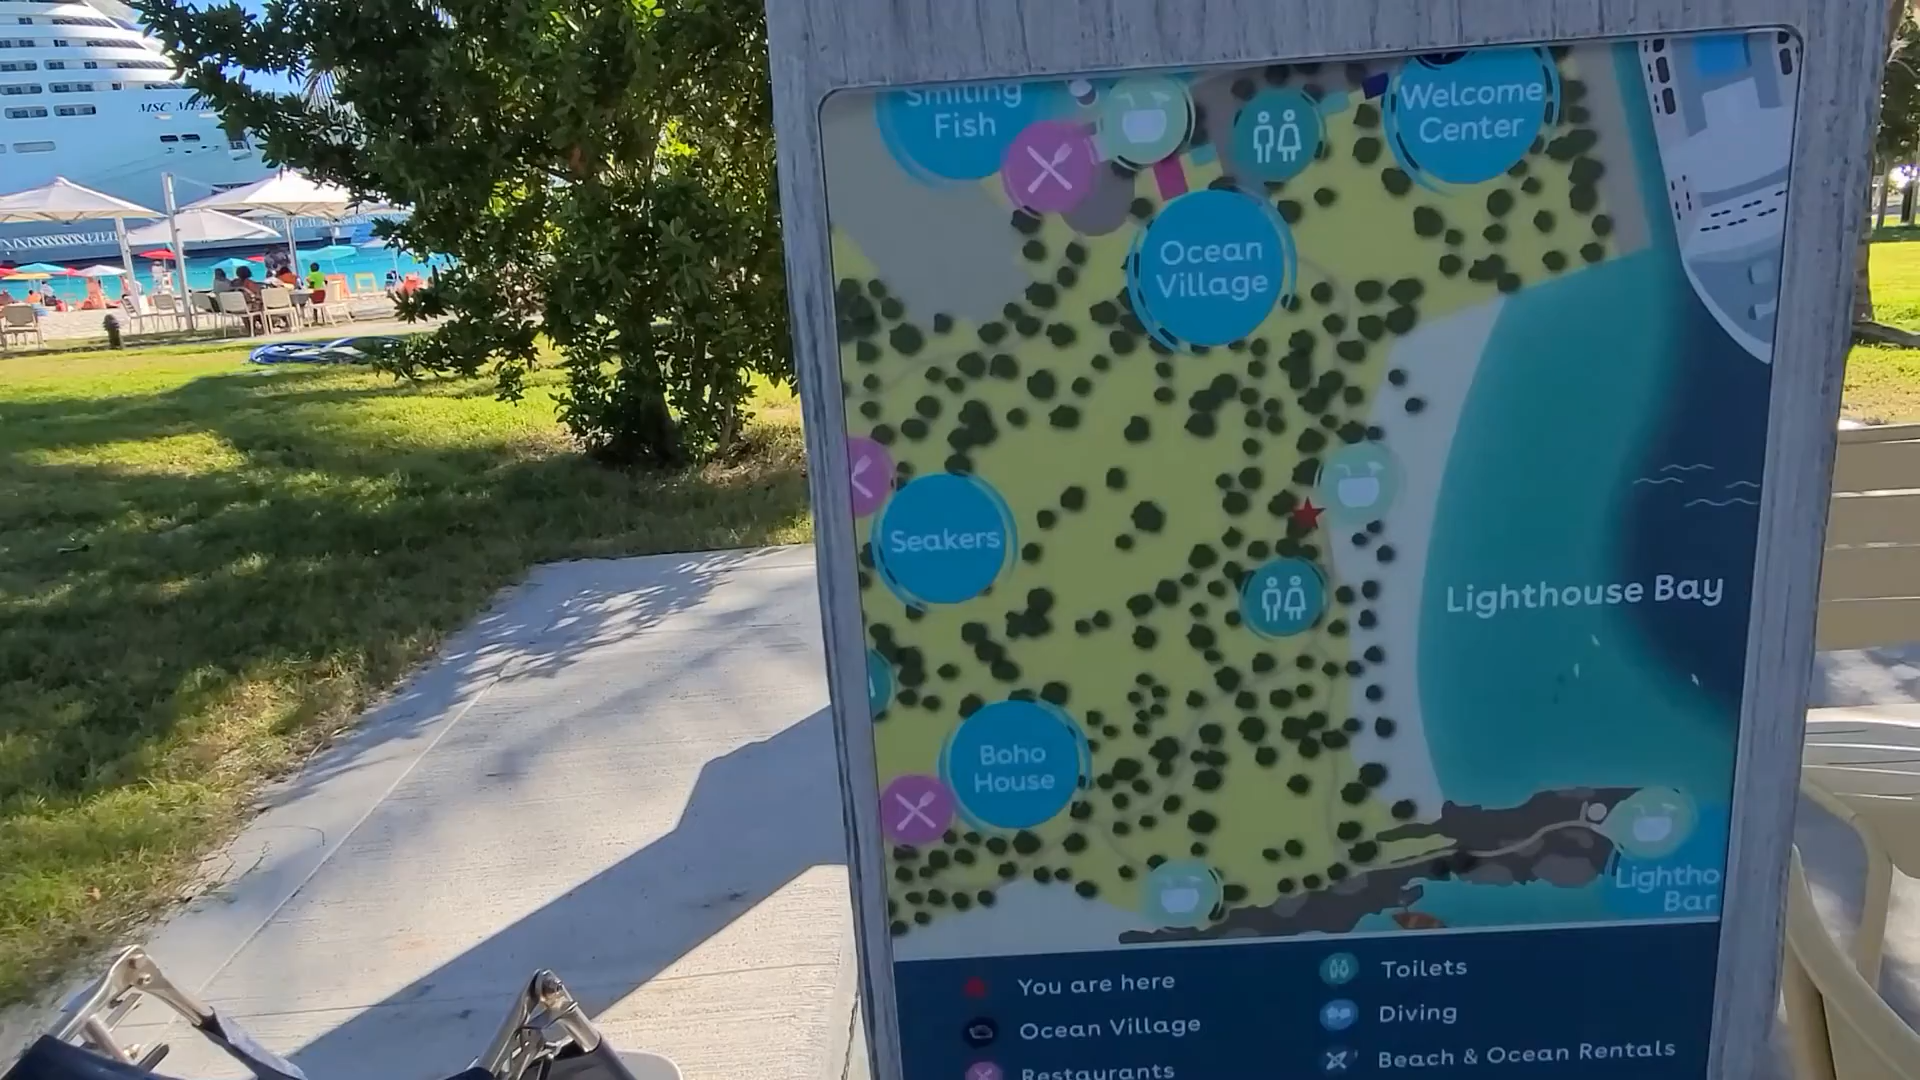 MSC
Smiling
Fish
Welcome
Center
Ocean
Village
Seakers
Lighthouse Bay
Boho
House
Lightho
Bar
You are here
Ocean Village
Restaurants
Toilets
Diving
Beach & Ocean Rentals